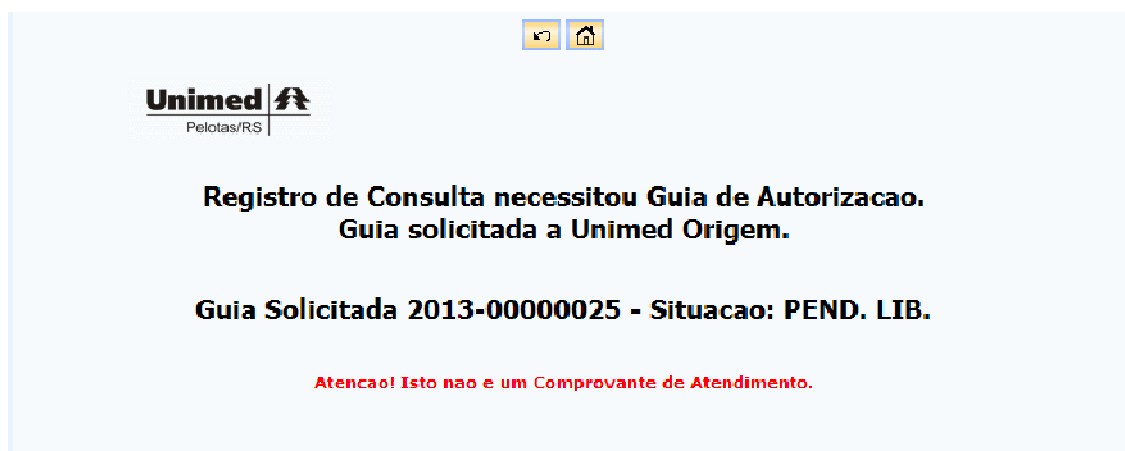 Unimed
Pelotas/RS
Registro de Consulta necessitou Guia de Autorizacao.
Guia solicitada a Unimed Origem.
Guia Solicitada 2013-00000025 - Situacao: PEND. LIB.
Atencao! Isto nao e um Comprovante de Atendimento.